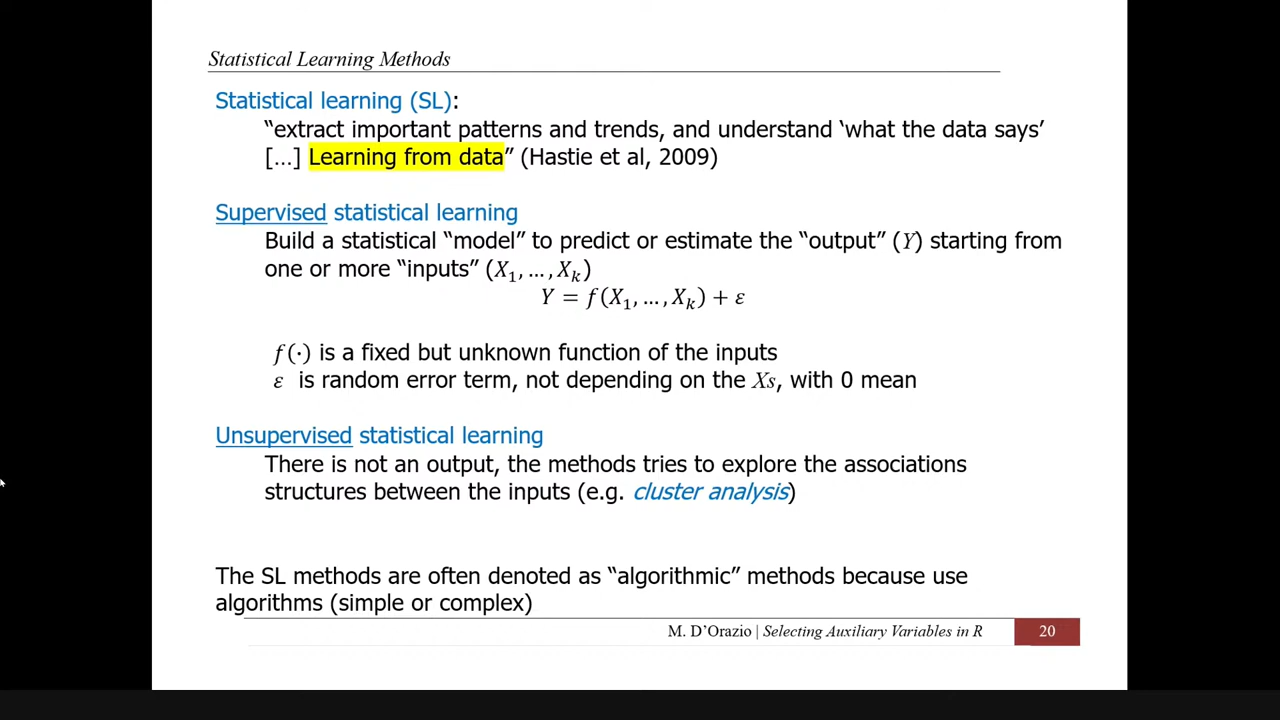 Statistical Learning Methods
Statistical learning (SL):
“extract important patterns and trends, and understand ‘what the data says’
[…] Learning from data” (Hastie et al, 2009)
Supervised statistical learning
Build a statistical “model” to predict or estimate the “output” (Y) starting from
one or more “inputs” (X₁, … , Xₖ)
Y = f(X₁, … , Xₖ) + ε
f(·) is a fixed but unknown function of the inputs
ε is random error term, not depending on the Xs, with 0 mean
Unsupervised statistical learning
There is not an output, the methods tries to explore the associations
structures between the inputs (e.g. cluster analysis)
The SL methods are often denoted as “algorithmic” methods because use
algorithms (simple or complex)
M. D’Orazio | Selecting Auxiliary Variables in R 20